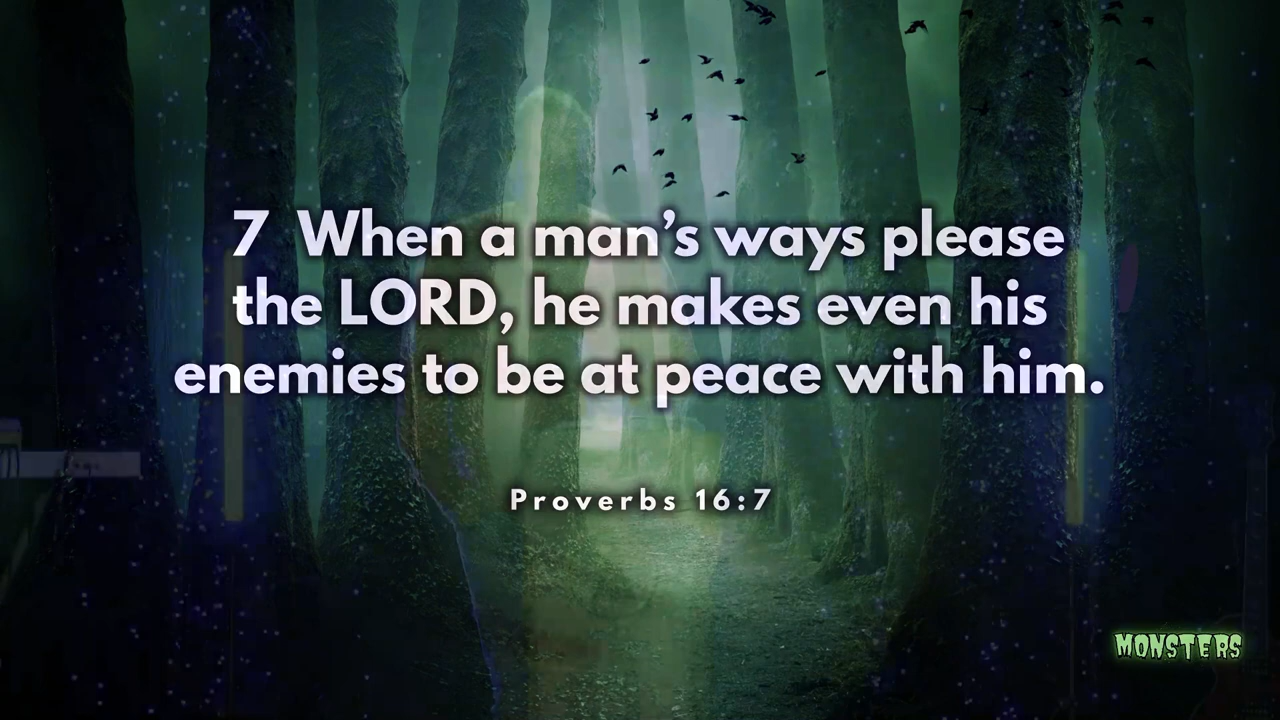 7 When a man’s ways please
the LORD, he makes even his
enemies to be at peace with him.
Proverbs 16:7
MONSTERS